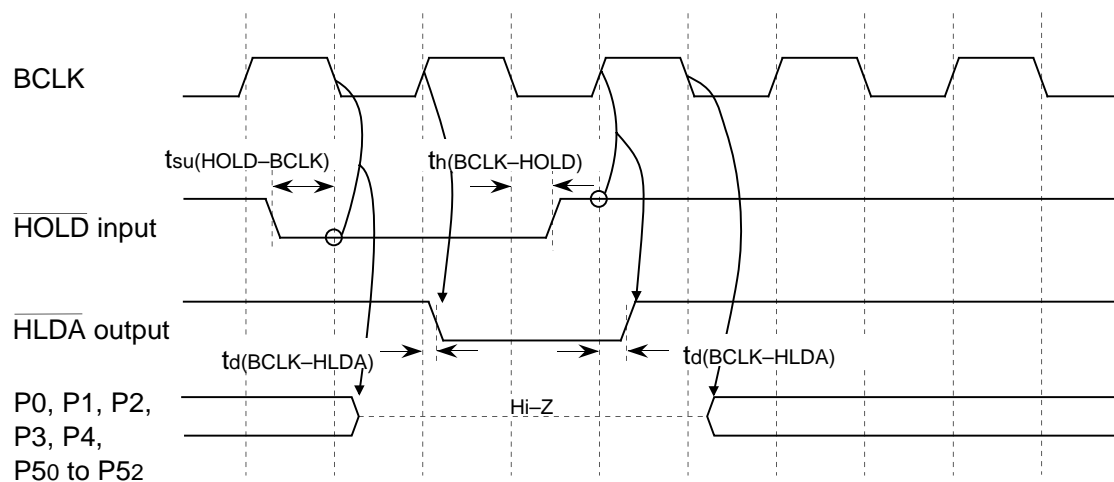 BCLK
tsu(HOLD–BCLK)
th(BCLK–HOLD)
HOLD input
HLDA output
td(BCLK–HLDA)
td(BCLK–HLDA)
P0, P1, P2,
P3, P4,
P50 to P52
Hi–Z